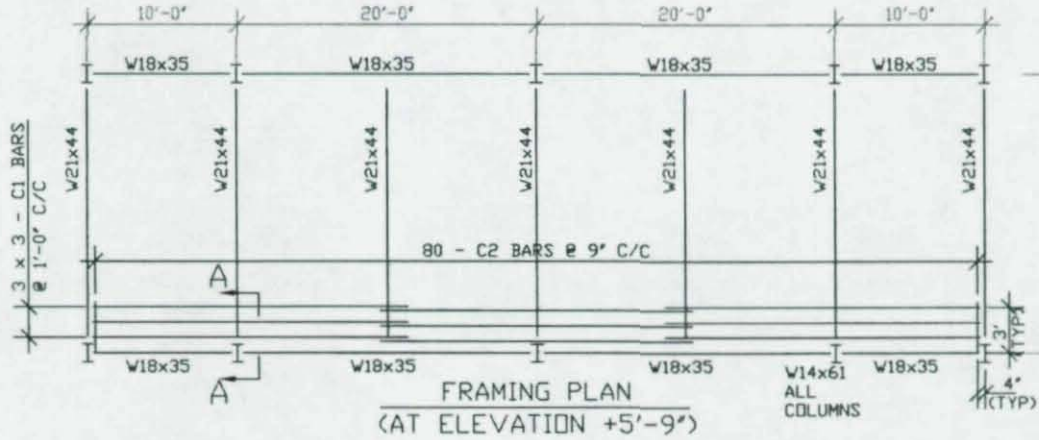 10'-0" 20'-0" 20'-0" 10'-0"
W18x35 W18x35 W18x35 W18x35
W21x44 W21x44 W21x44 W21x44 W21x44 W21x44 W21x44
3 x 3 - C1 BARS
@ 1'-0" C/C
80 - C2 BARS @ 9" C/C
A
3'
(TYP)
W18x35 W18x35 W18x35 W18x35
A
W14x61
ALL
COLUMNS
4"
(TYP)
FRAMING PLAN
(AT ELEVATION +5'-9")